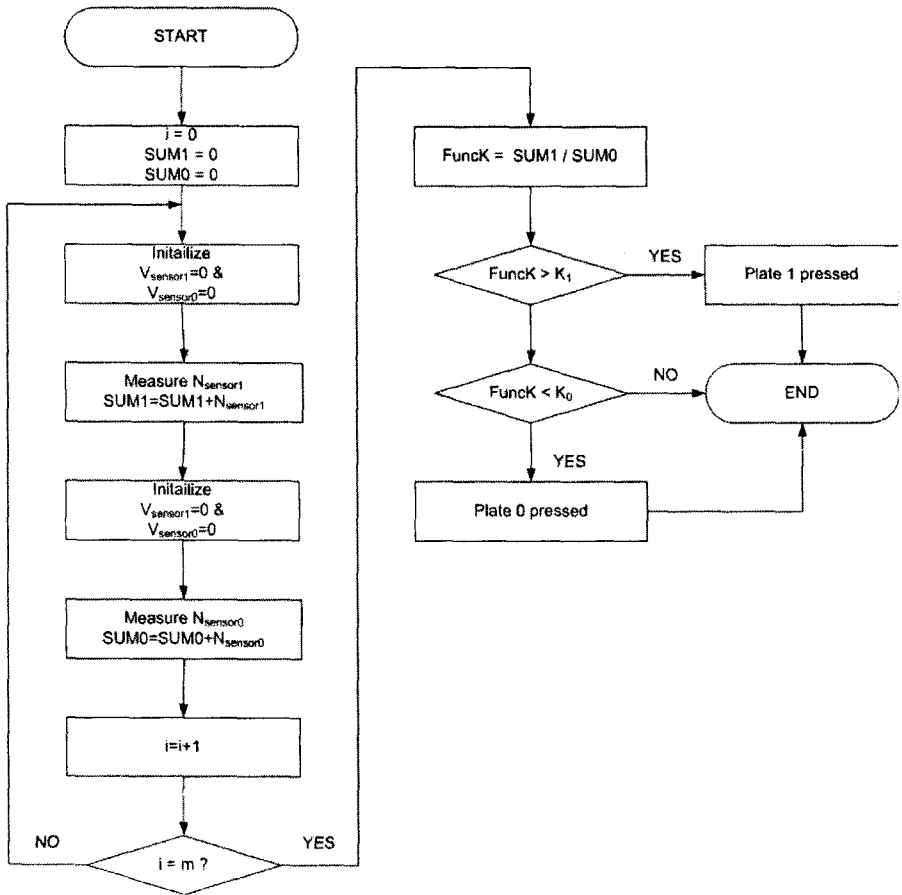 START
i = 0
SUM1 = 0
SUM0 = 0
Initailize
Vsensor1=0 &
Vsensor0=0
Measure Nsensor1
SUM1=SUM1+Nsensor1
Initailize
Vsensor1=0 &
Vsensor0=0
Measure Nsensor0
SUM0=SUM0+Nsensor0
i=i+1
NO
i = m ?
YES
FuncK = SUM1 / SUM0
FuncK > K1
YES
Plate 1 pressed
FuncK < K0
NO
END
YES
Plate 0 pressed